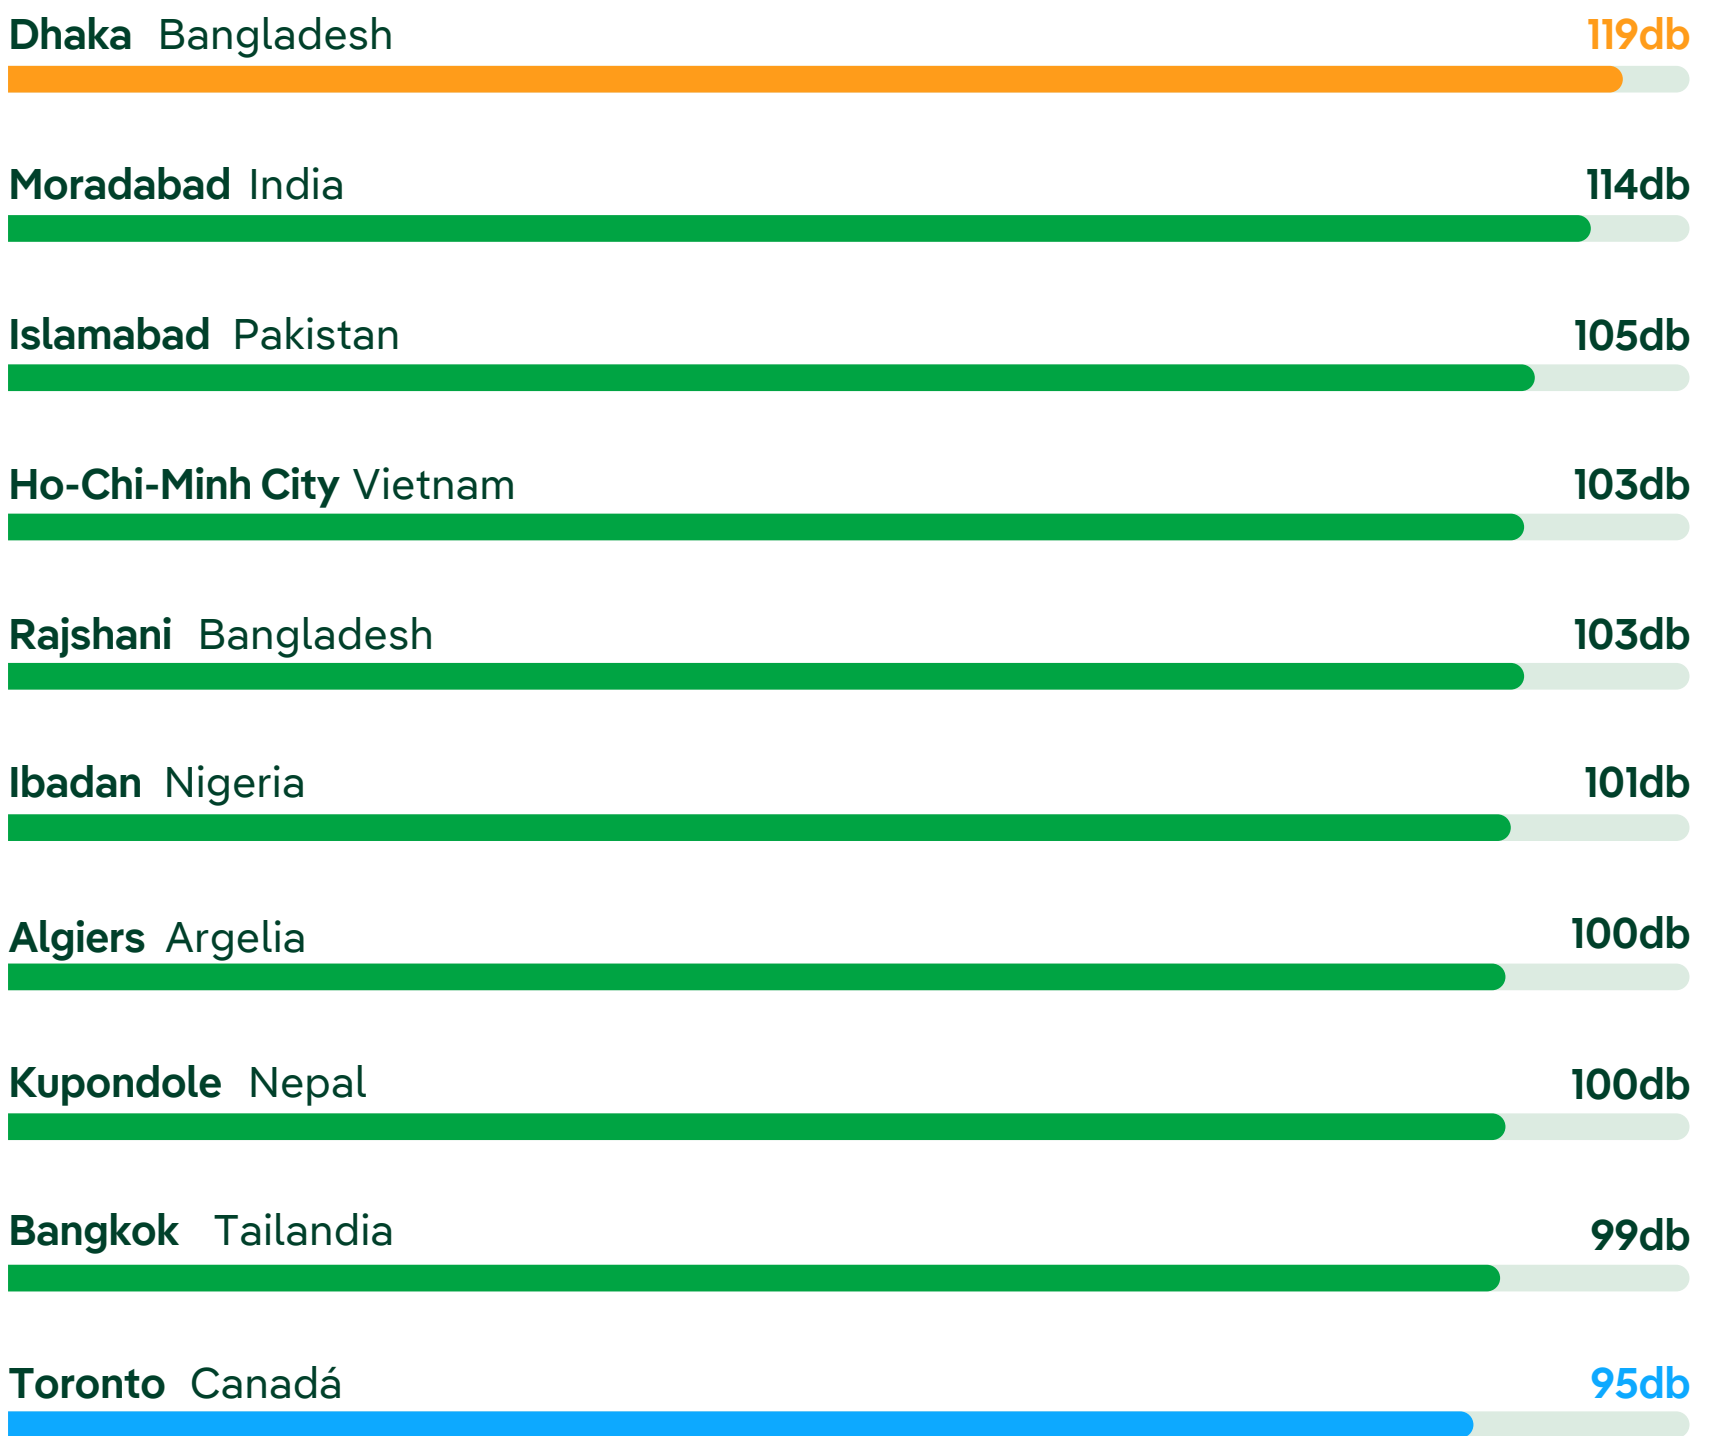 Dhaka Bangladesh 119db
Moradabad India 114db
Islamabad Pakistan 105db
Ho-Chi-Minh City Vietnam 103db
Rajshani Bangladesh 103db
Ibadan Nigeria 101db
Algiers Argelia 100db
Kupondole Nepal 100db
Bangkok Tailandia 99db
Toronto Canadá 95db